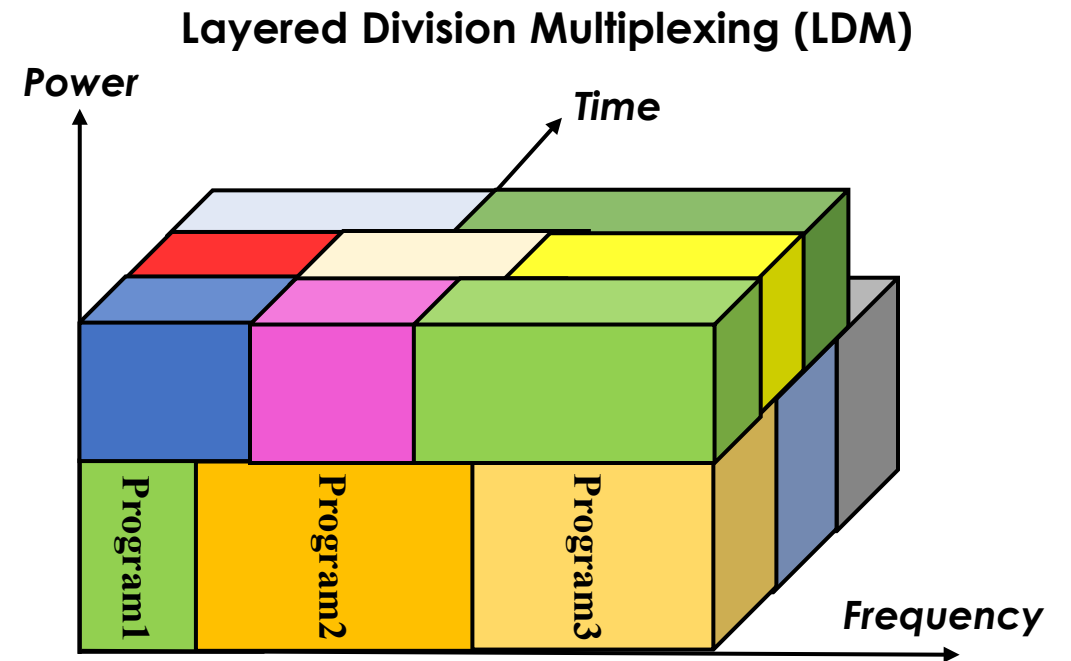 Layered Division Multiplexing (LDM)
Power
Time
Program1
Program2
Program3
Frequency